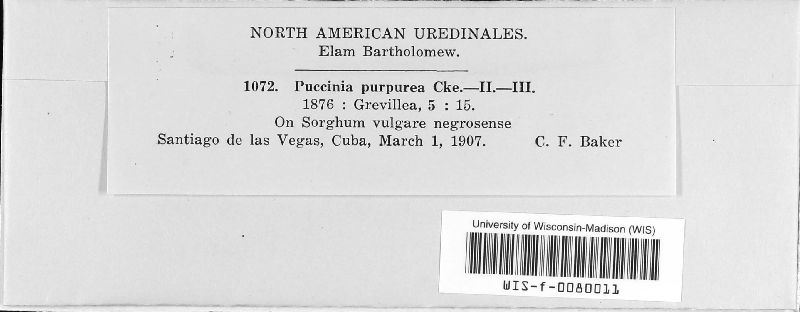 NORTH AMERICAN UREDINALES.
Elam Bartholomew.
1072. Puccinia purpurea Cke.—II.—III.
1876 : Grevillea, 5 : 15.
On Sorghum vulgare negrosense
Santiago de las Vegas, Cuba, March 1, 1907. C. F. Baker
University of Wisconsin-Madison (WIS)
WIS-f-0080011